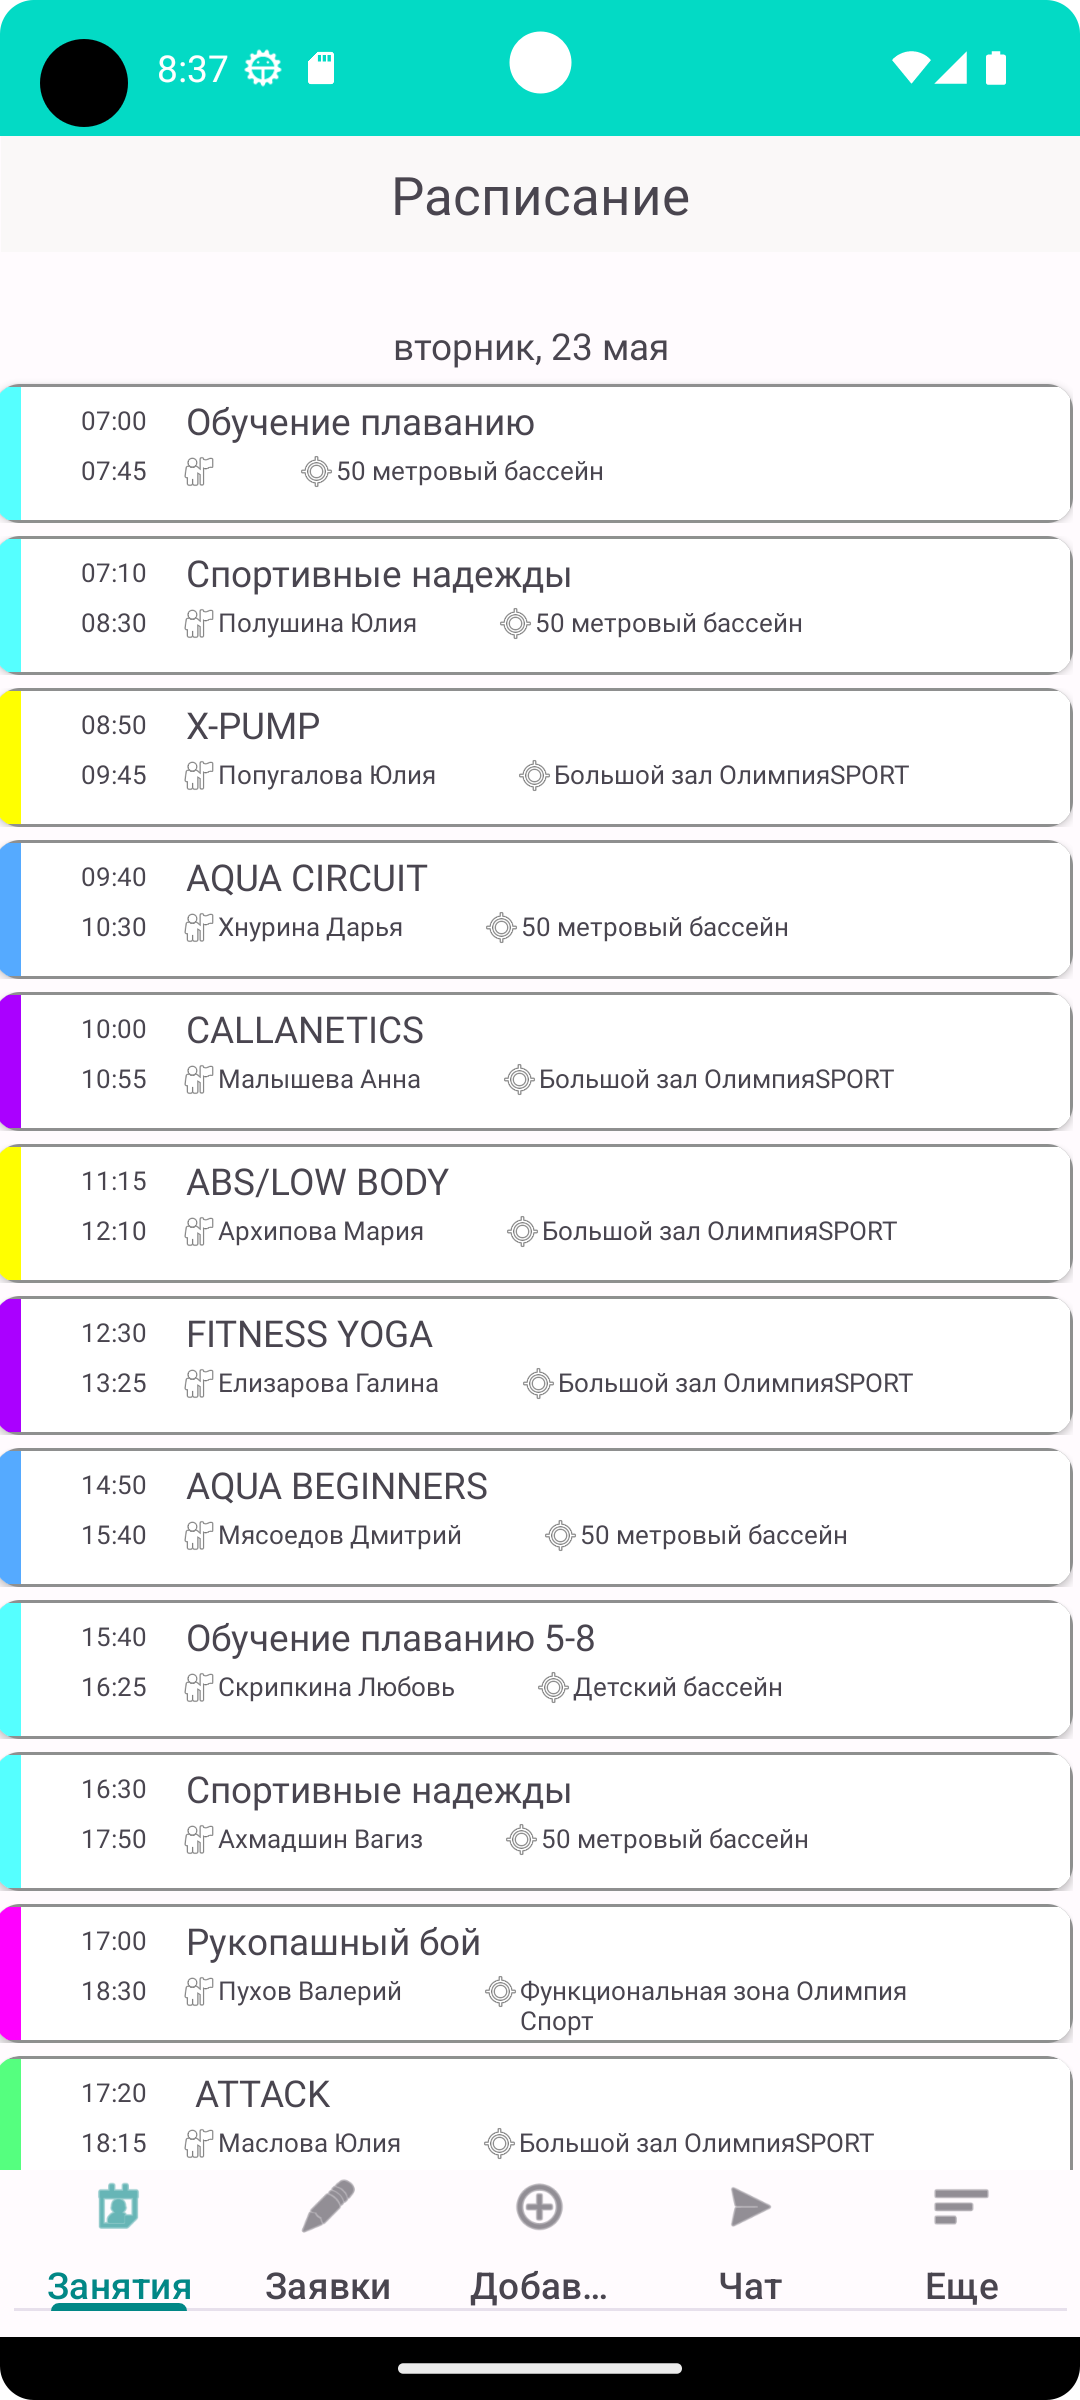 8:37
Расписание
вторник, 23 мая
07:00 Обучение плаванию
07:45 50 метровый бассейн
07:10 Спортивные надежды
08:30 Полушина Юлия 50 метровый бассейн
08:50 X-PUMP
09:45 Попугалова Юлия Большой зал ОлимпияSPORT
09:40 AQUA CIRCUIT
10:30 Хнурина Дарья 50 метровый бассейн
10:00 CALLANETICS
10:55 Малышева Анна Большой зал ОлимпияSPORT
11:15 ABS/LOW BODY
12:10 Архипова Мария Большой зал ОлимпияSPORT
12:30 FITNESS YOGA
13:25 Елизарова Галина Большой зал ОлимпияSPORT
14:50 AQUA BEGINNERS
15:40 Мясоедов Дмитрий 50 метровый бассейн
15:40 Обучение плаванию 5-8
16:25 Скрипкина Любовь Детский бассейн
16:30 Спортивные надежды
17:50 Ахмадшин Вагиз 50 метровый бассейн
17:00 Рукопашный бой
18:30 Пухов Валерий Функциональная зона Олимпия
Спорт
17:20 ATTACK
18:15 Маслова Юлия Большой зал ОлимпияSPORT
Занятия Заявки Добав... Чат Еще